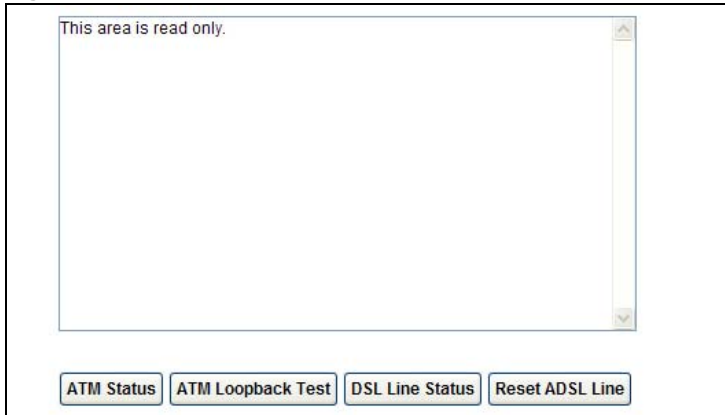 This area is read only.
ATM Status ATM Loopback Test DSL Line Status Reset ADSL Line